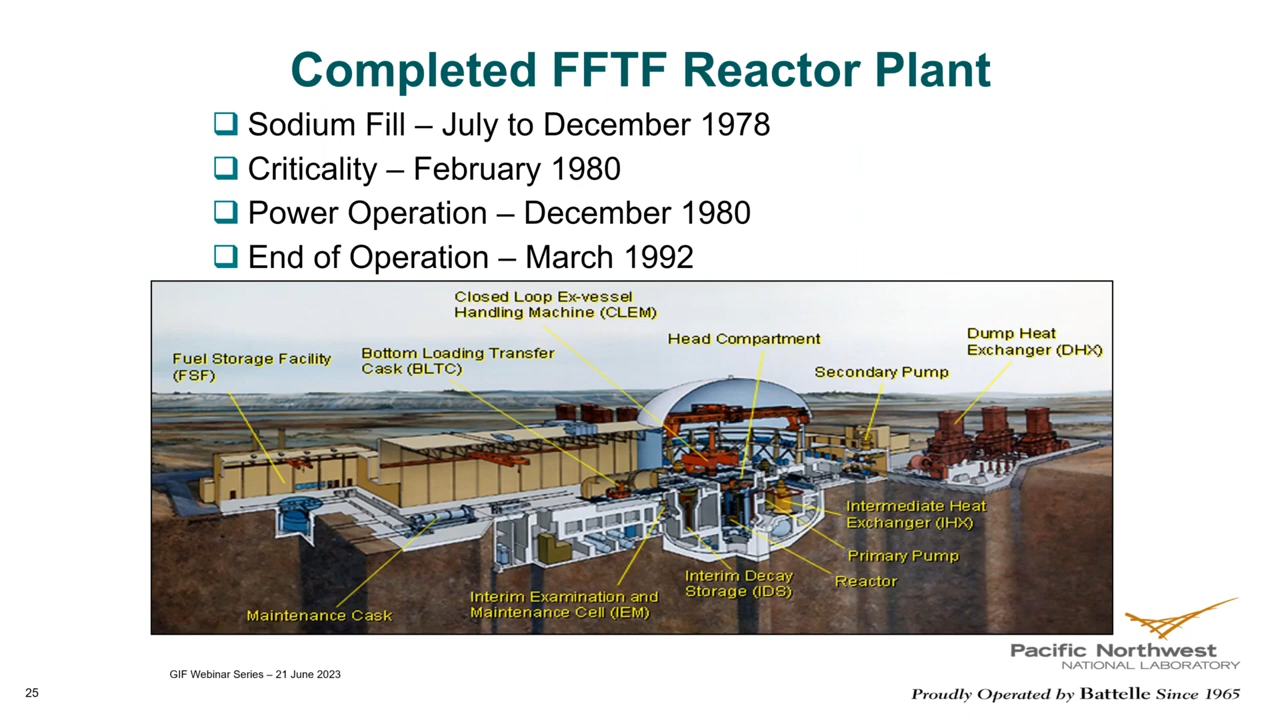 Completed FFTF Reactor Plant
Sodium Fill – July to December 1978
Criticality – February 1980
Power Operation – December 1980
End of Operation – March 1992
Closed Loop Ex-vessel
Handling Machine (CLEM)
Head Compartment
Dump Heat
Exchanger (DHX)
Fuel Storage Facility
(FSF)
Bottom Loading Transfer
Cask (BLTC)
Secondary Pump
Intermediate Heat
Exchanger (IHX)
Primary Pump
Interim Decay
Storage (IDS)
Reactor
Interim Examination and
Maintenance Cell (IEM)
Maintenance Cask
Pacific Northwest
NATIONAL LABORATORY
GIF Webinar Series – 21 June 2023
25
Proudly Operated by Battelle Since 1965